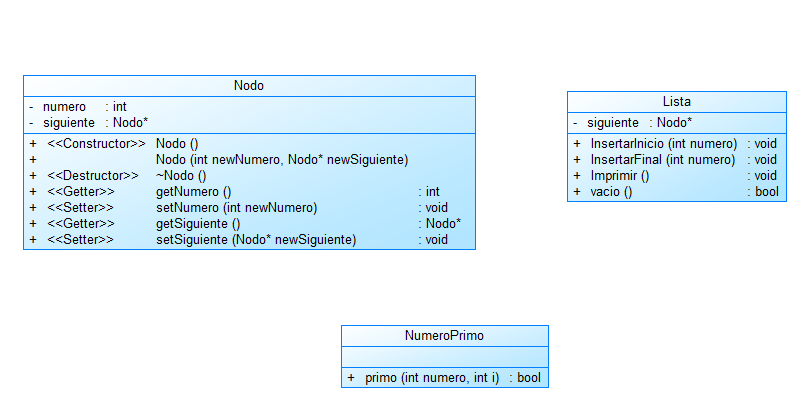 Nodo
- numero : int
- siguiente : Nodo*
+ <<Constructor>> Nodo ()
+ Nodo (int newNumero, Nodo* newSiguiente)
+ <<Destructor>> ~Nodo ()
+ <<Getter>> getNumero () : int
+ <<Setter>> setNumero (int newNumero) : void
+ <<Getter>> getSiguiente () : Nodo*
+ <<Setter>> setSiguiente (Nodo* newSiguiente) : void
Lista
- siguiente : Nodo*
+ InsertarInicio (int numero) : void
+ InsertarFinal (int numero) : void
+ Imprimir () : void
+ vacio () : bool
NumeroPrimo
+ primo (int numero, int i) : bool